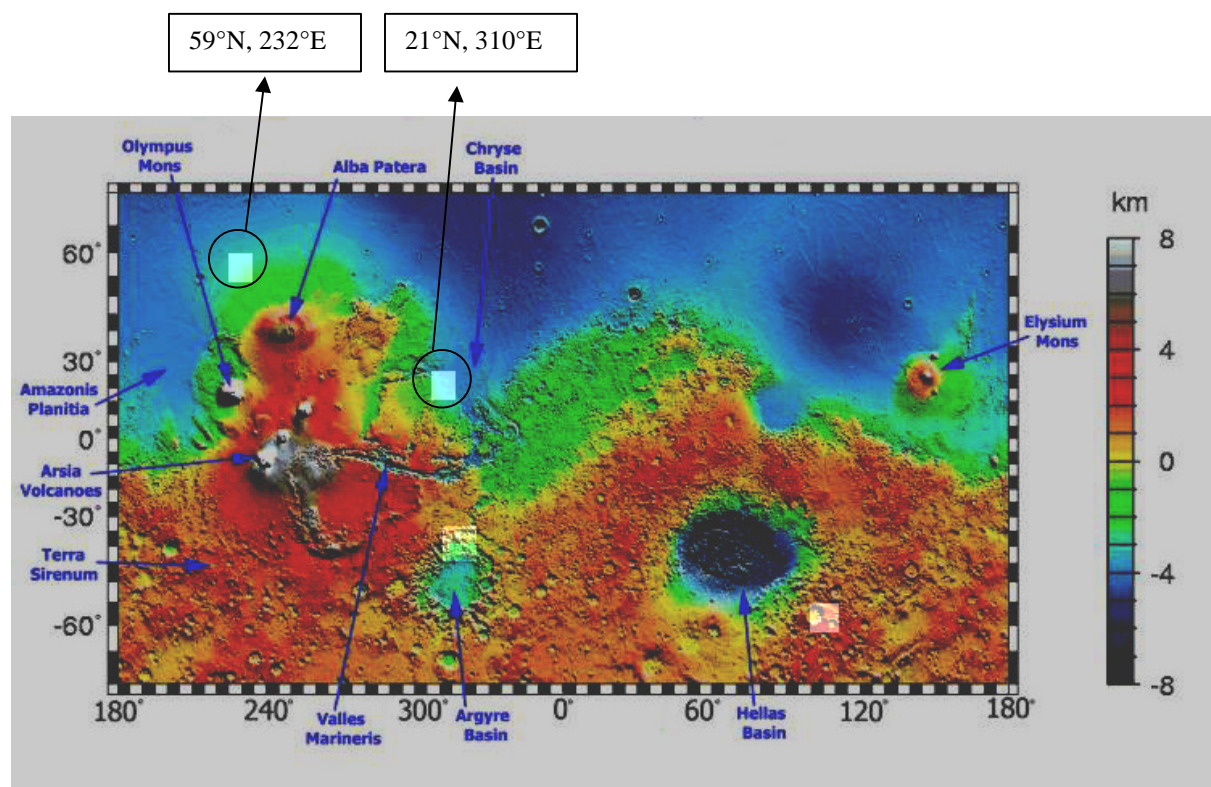 59°N, 232°E
21°N, 310°E
Olympus
Mons
Alba Patera
Chryse
Basin
km
8
60°
Elysium
Mons
4
30°
Amazonis
Planitia
0°
0
Arsia
Volcanoes
-30°
Terra
Sirenum
-4
-60°
-8
180°
240°
300°
0°
60°
120°
180°
Valles
Marineris
Argyre
Basin
Hellas
Basin